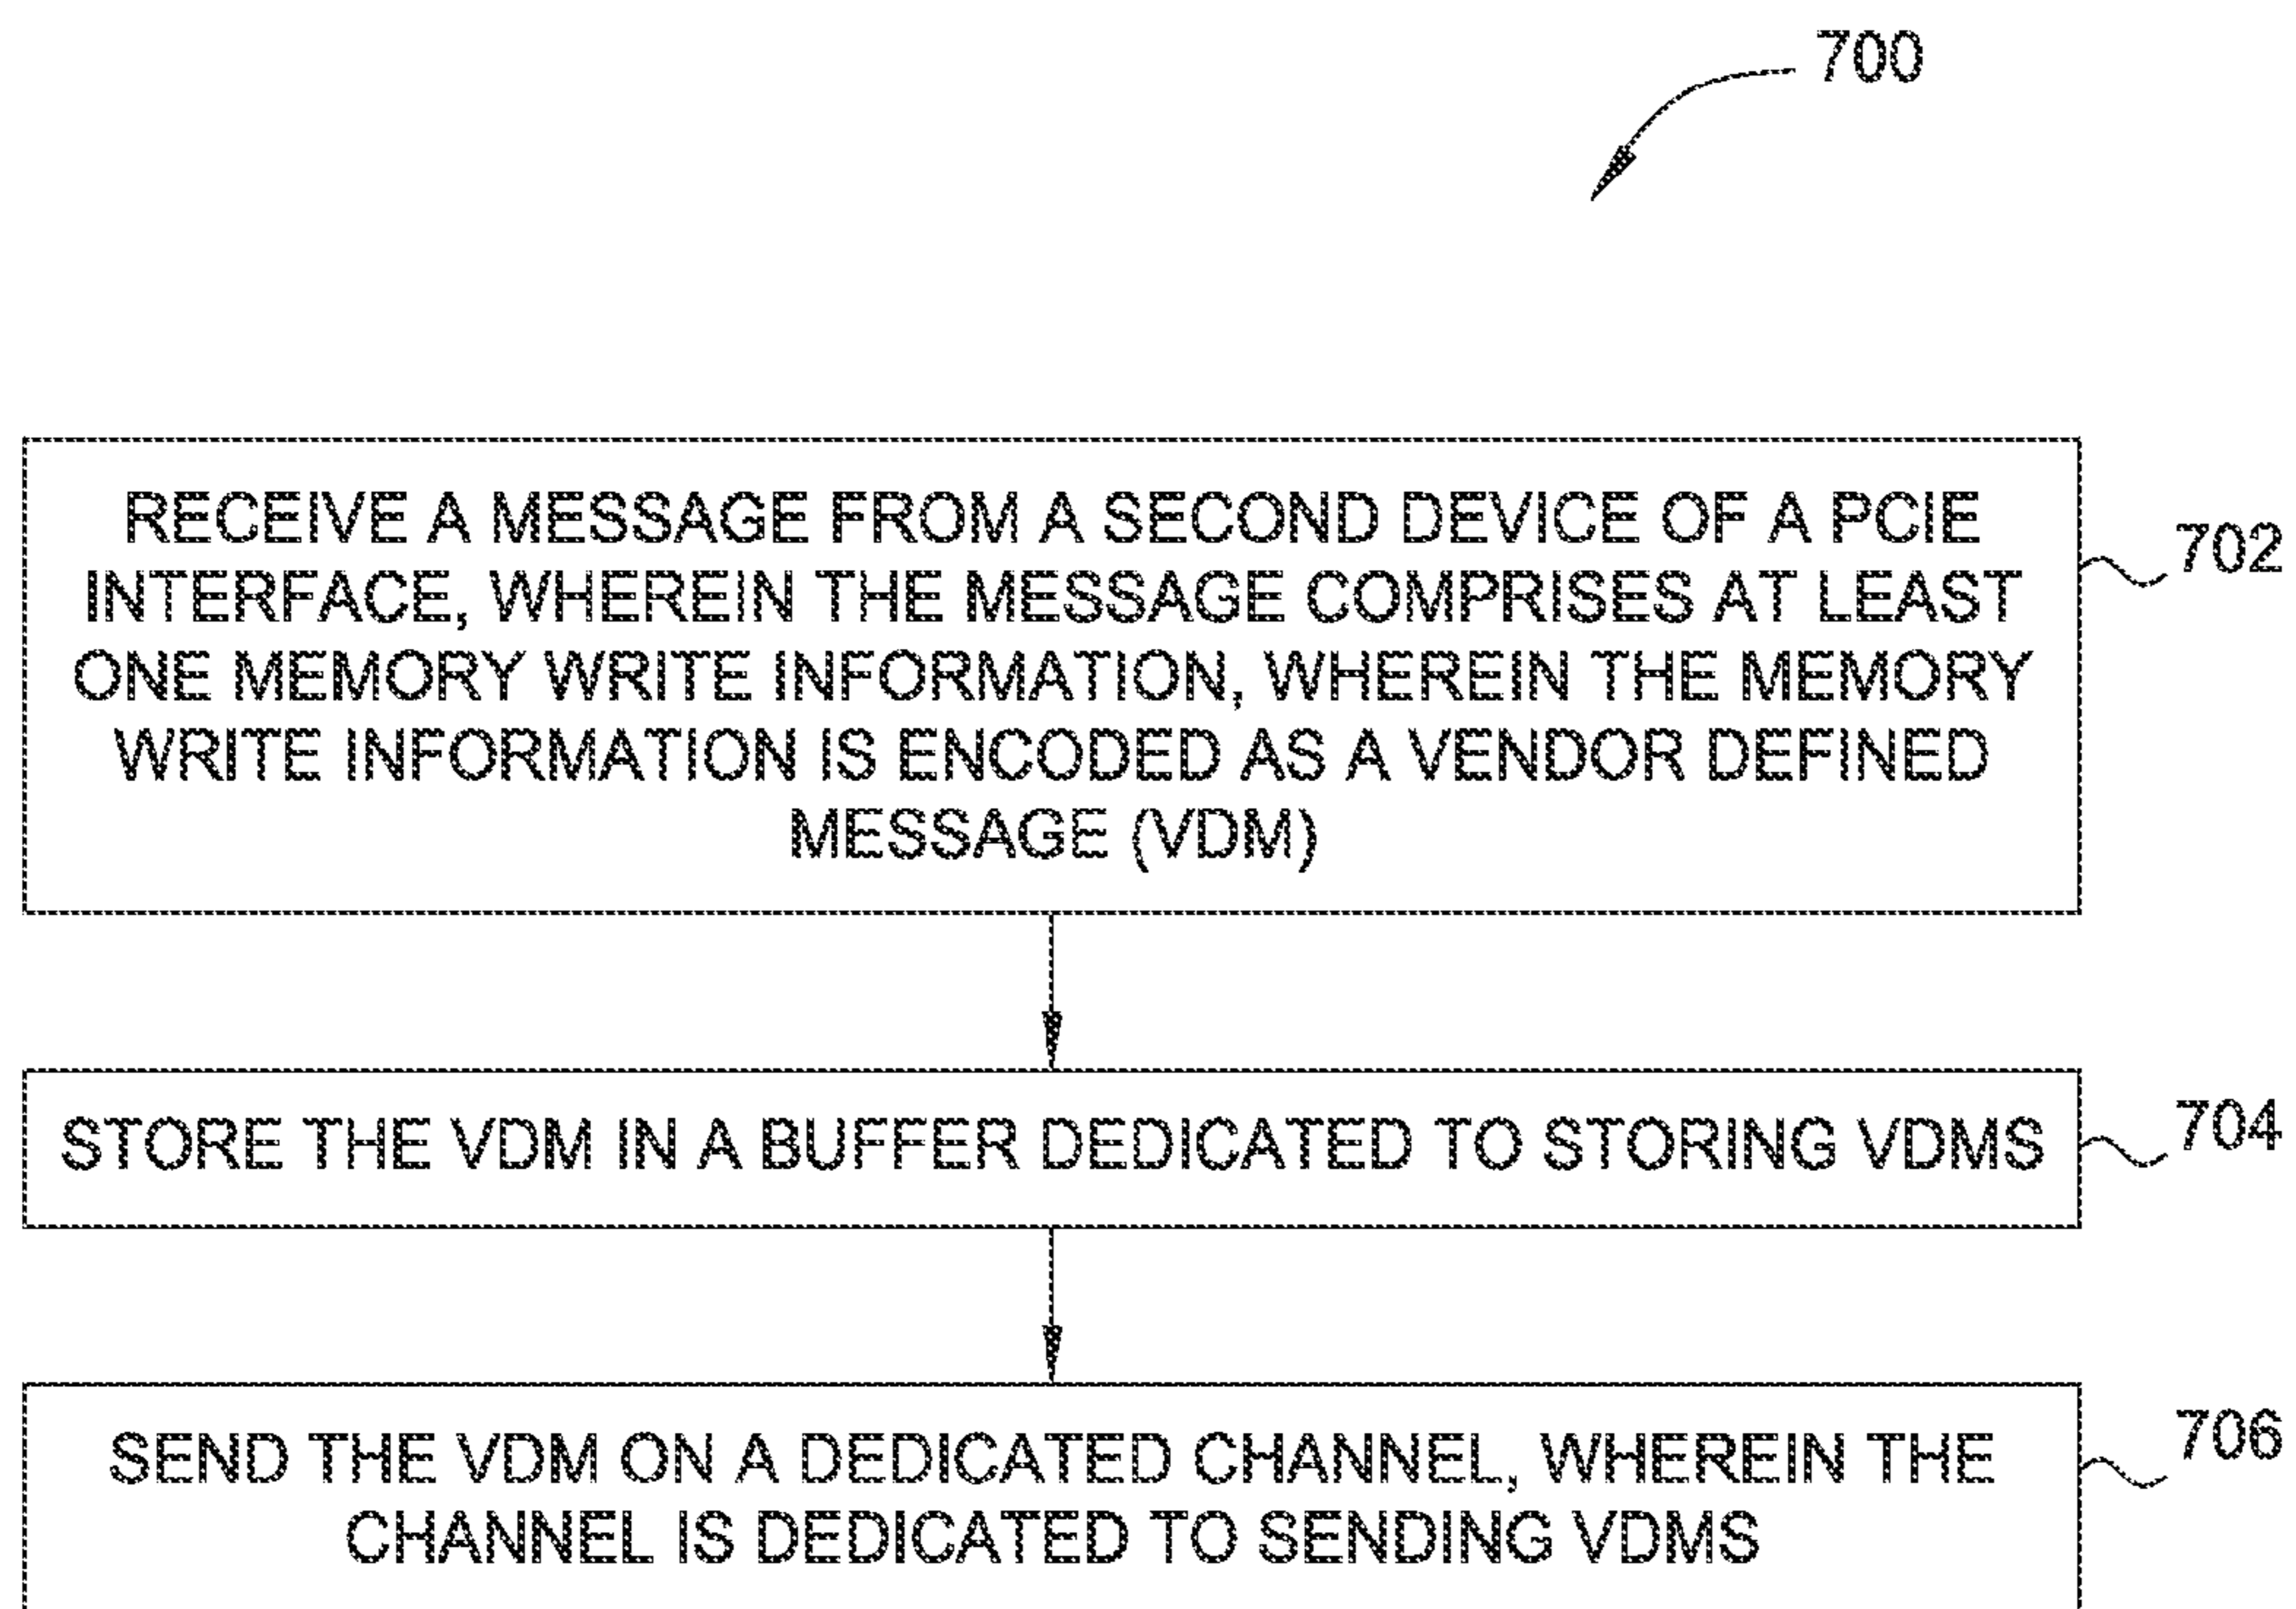 700
RECEIVE A MESSAGE FROM A SECOND DEVICE OF A PCIE
INTERFACE, WHEREIN THE MESSAGE COMPRISES AT LEAST
ONE MEMORY WRITE INFORMATION, WHEREIN THE MEMORY
WRITE INFORMATION IS ENCODED AS A VENDOR DEFINED
MESSAGE (VDM)
702
STORE THE VDM IN A BUFFER DEDICATED TO STORING VDMS
704
SEND THE VDM ON A DEDICATED CHANNEL, WHEREIN THE
CHANNEL IS DEDICATED TO SENDING VDMS
706